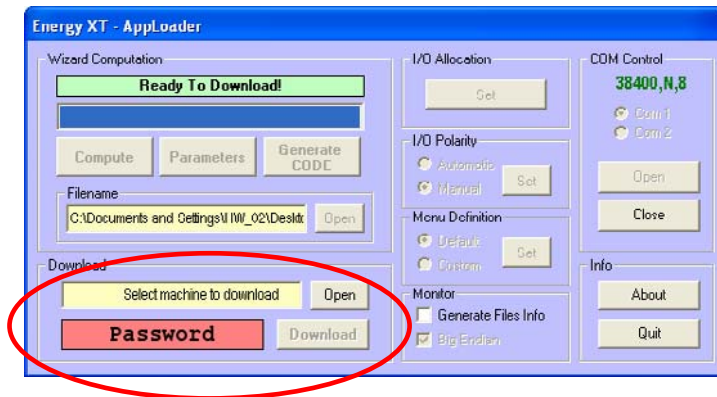 Energy XT - AppLoader
Wizard Computation
Ready To Download!
Compute
Parameters
Generate
CODE
Filename
C:\Documents and Settings\HW_02\Deskto
Open
Download
Select machine to download
Open
Password
Download
I/O Allocation
Set
I/O Polarity
Automatic
Manual
Set
Menu Definition
Default
Custom
Set
Monitor
Generate Files Info
Big Endian
COM Control
38400,N,8
Com 1
Com 2
Open
Close
Info
About
Quit